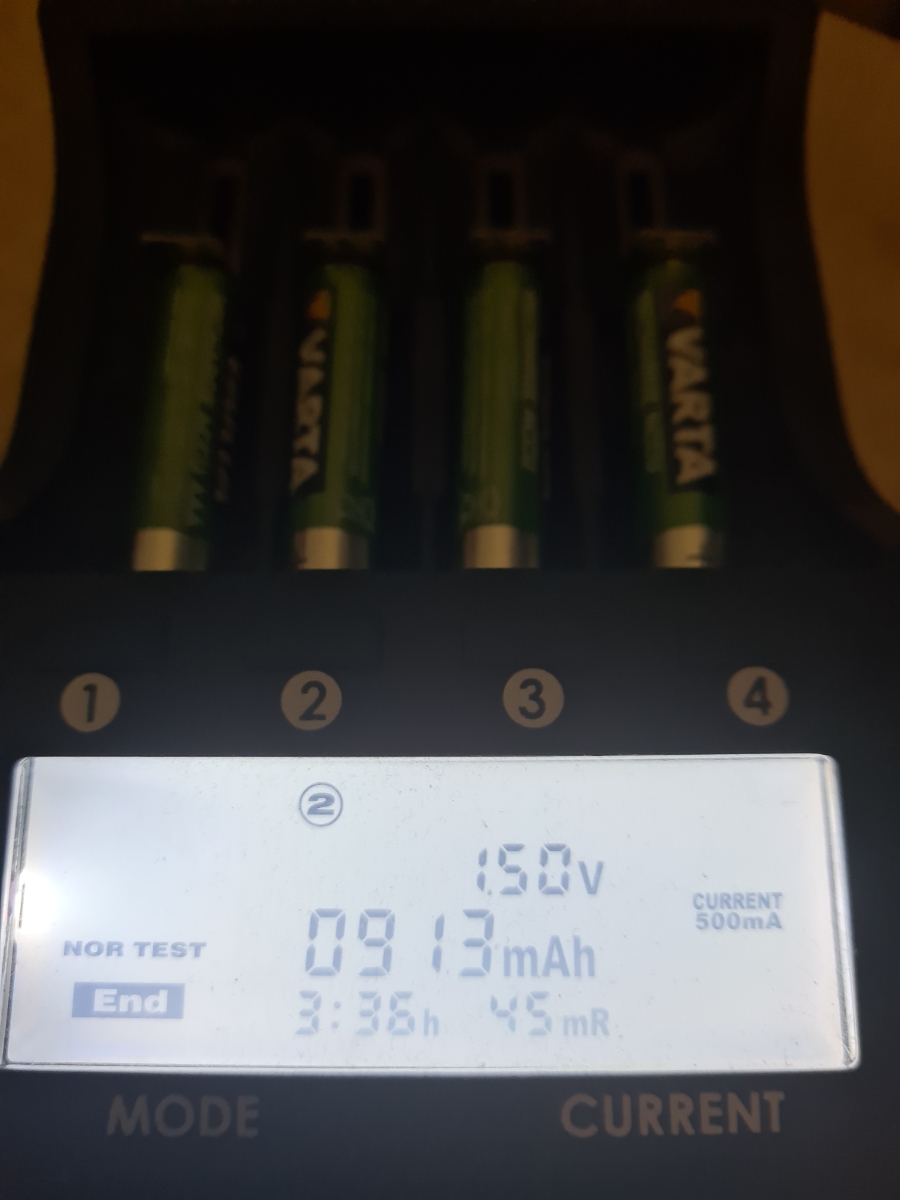 VARTA
VARTA
1 2 3 4
2
1.50V
CURRENT
500mA
0913mAh
NOR TEST
End
3:36h 45mR
MODE CURRENT